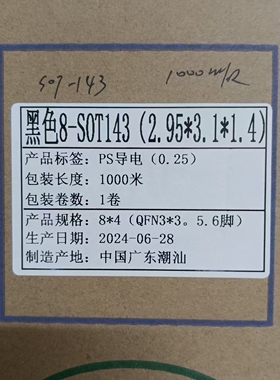 SOT-143 1000m/R
黑色8-SOT143（2.95*3.1*1.4）
产品标签：PS导电（0.25）
包装长度：1000米
包装卷数：1卷
产品规格：8*4（QFN3*3。5.6脚）
生产日期：2024-06-28
制造产地：中国广东潮汕